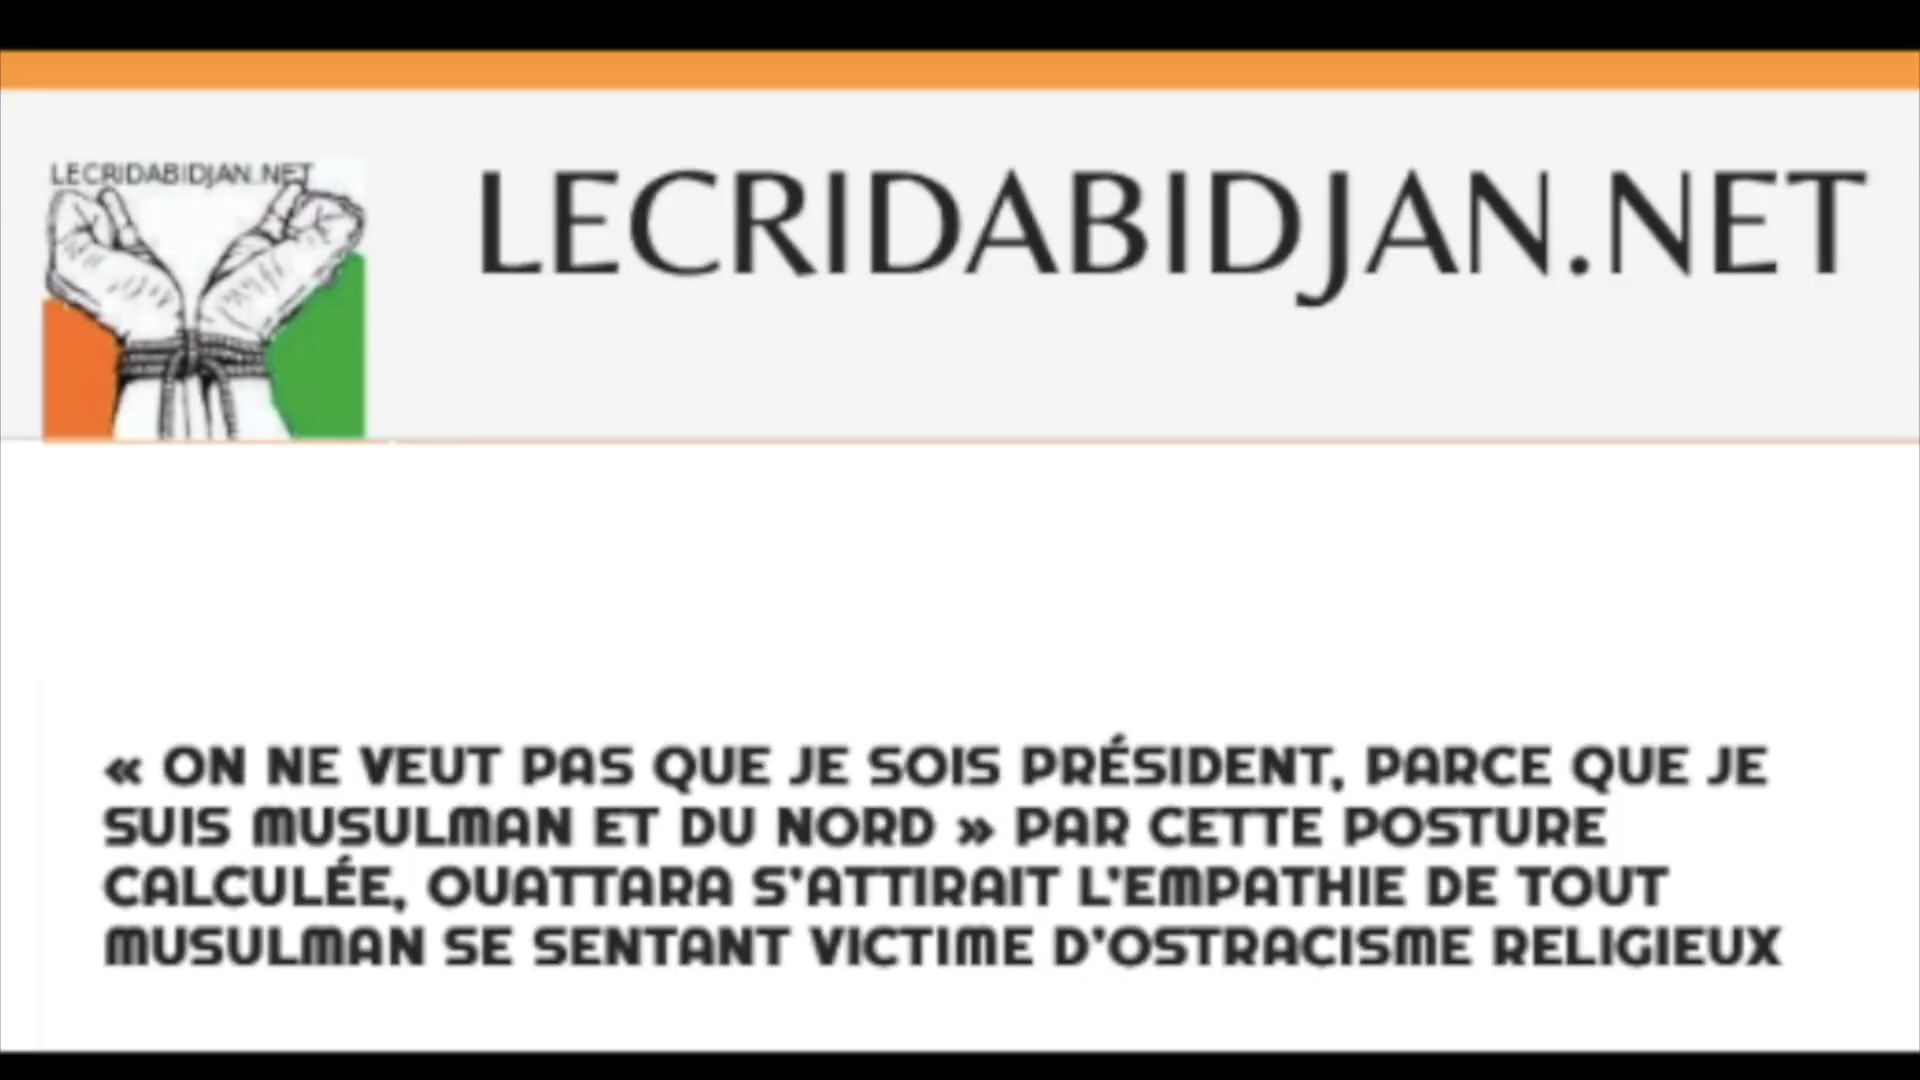 LECRIDABIDJAN.NET
LECRIDABIDJAN.NET
« ON NE VEUT PAS QUE JE SOIS PRÉSIDENT, PARCE QUE JE
SUIS MUSULMAN ET DU NORD » PAR CETTE POSTURE
CALCULÉE, OUATTARA S'ATTIRAIT L'EMPATHIE DE TOUT
MUSULMAN SE SENTANT VICTIME D'OSTRACISME RELIGIEUX